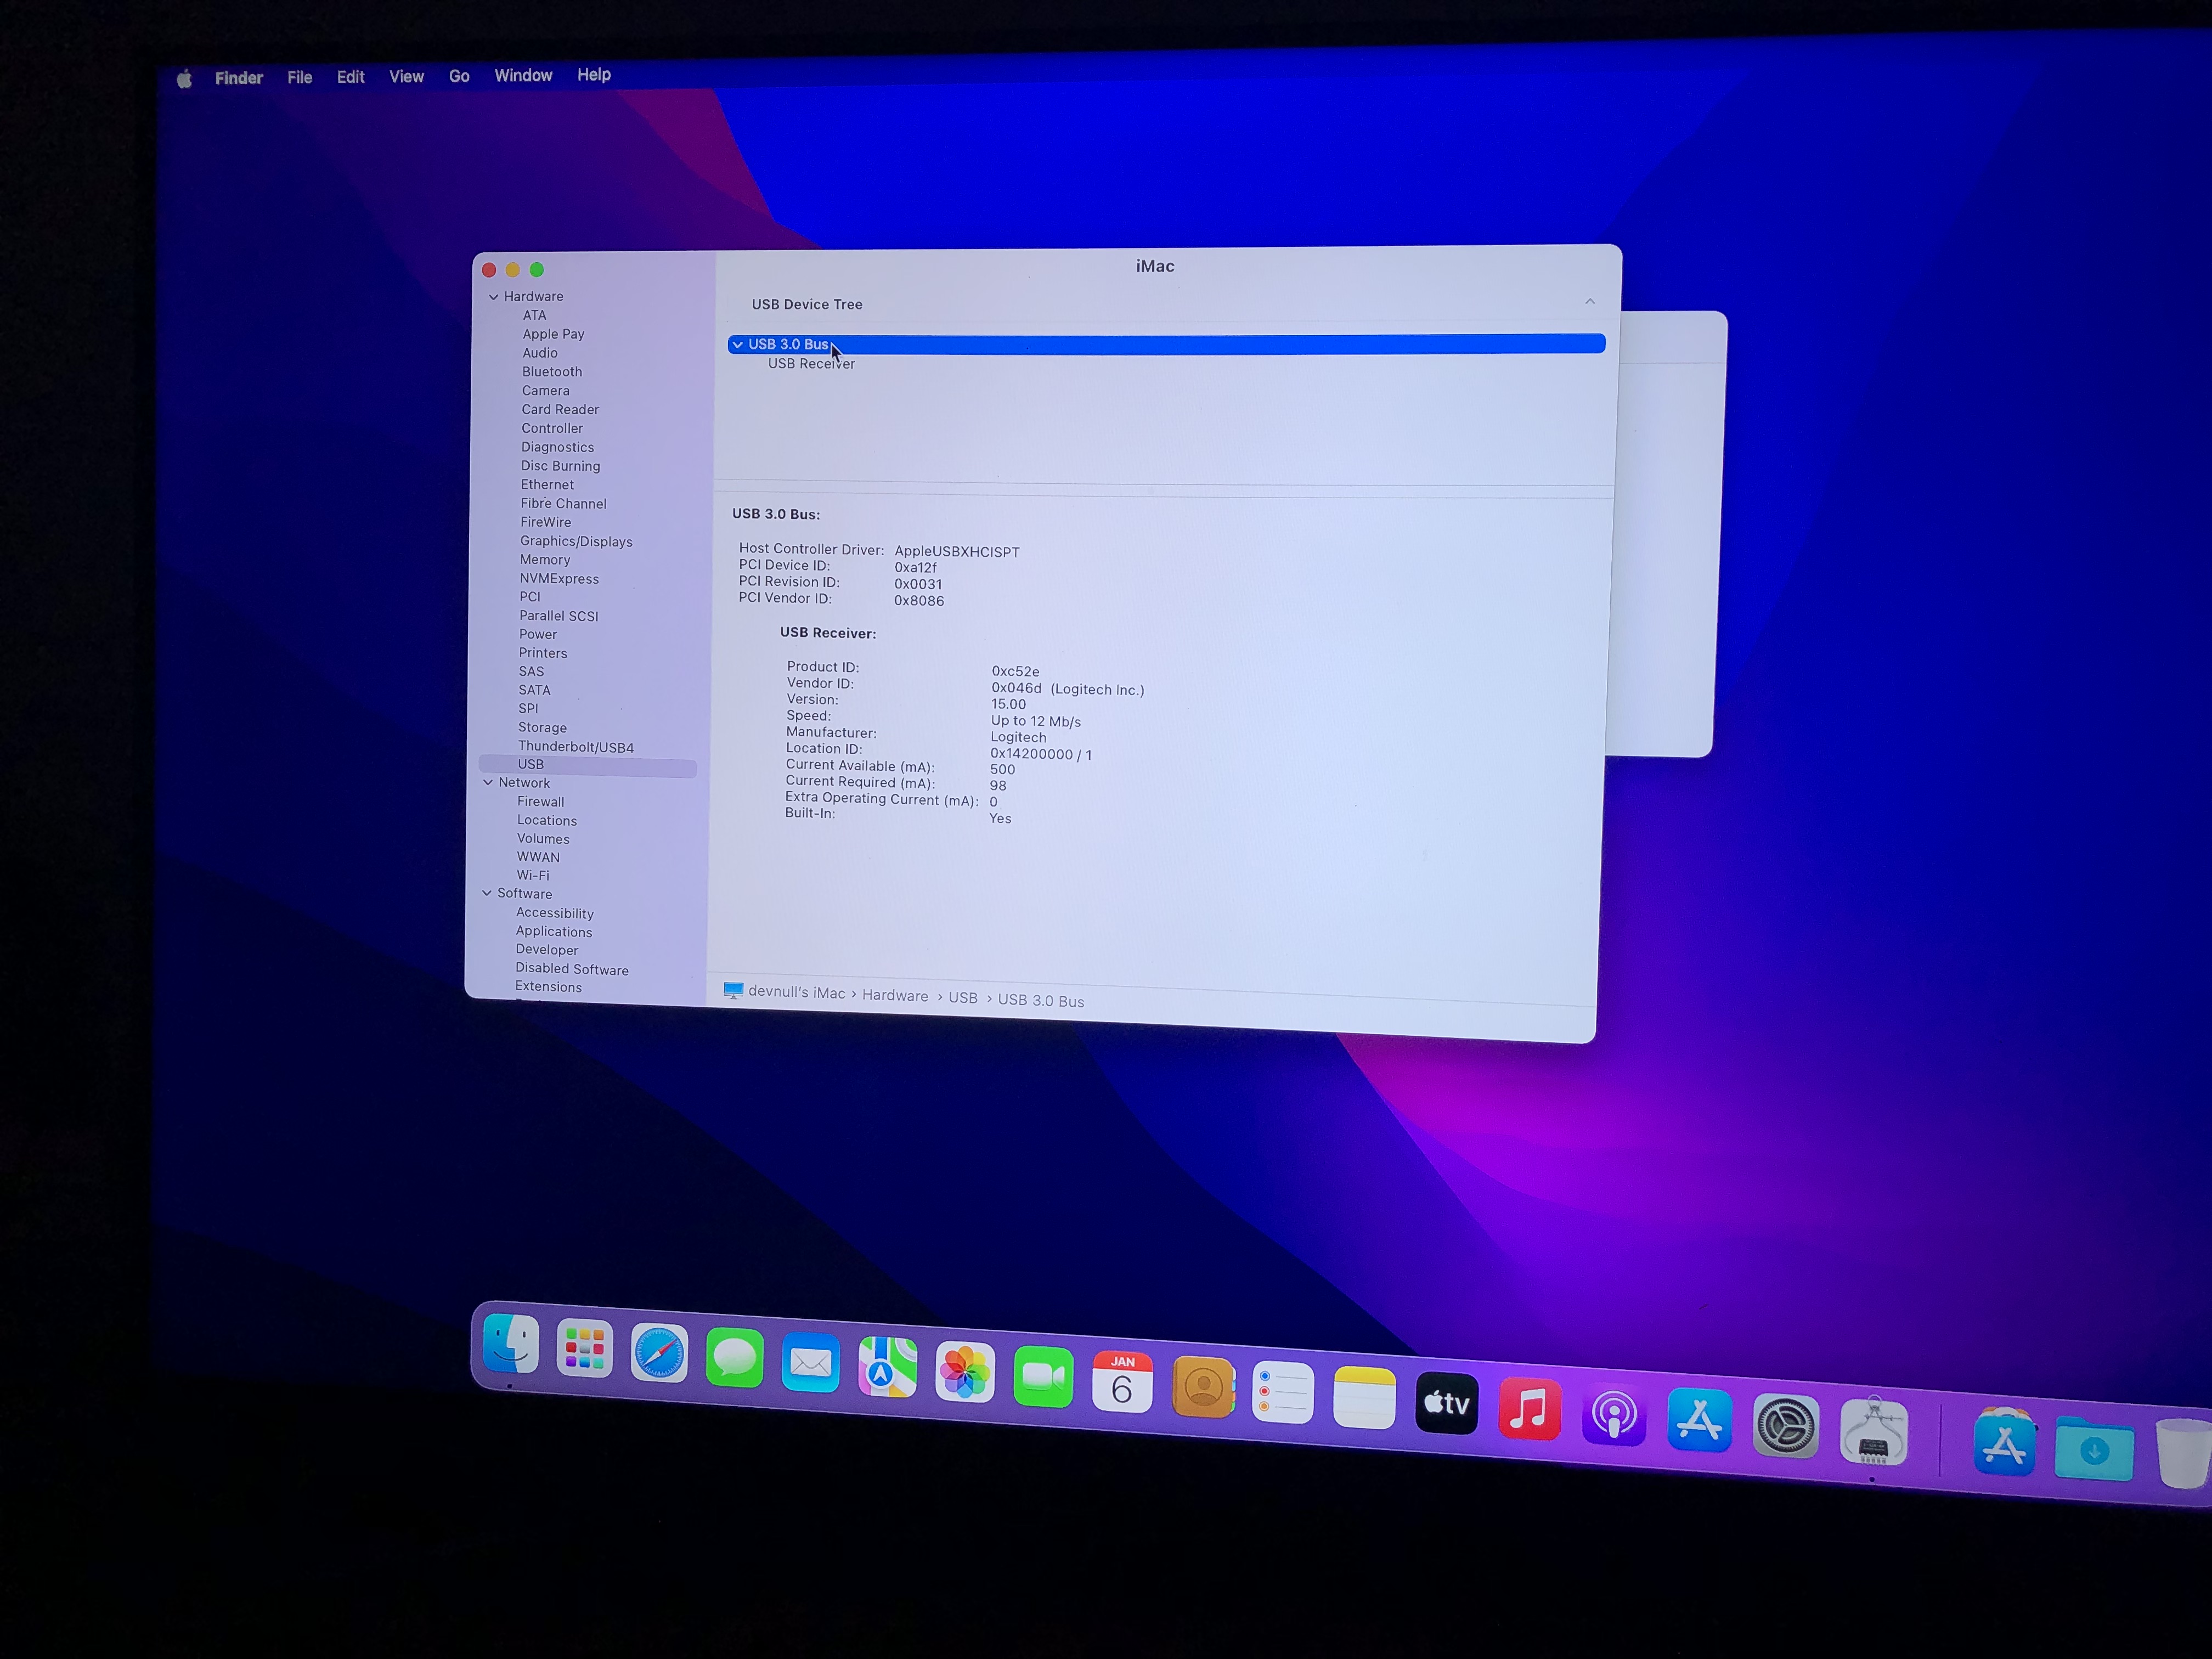 Finder File Edit View Go Window Help
iMac
Hardware
ATA
Apple Pay
Audio
Bluetooth
Camera
Card Reader
Controller
Diagnostics
Disc Burning
Ethernet
Fibre Channel
FireWire
Graphics/Displays
Memory
NVMExpress
PCI
Parallel SCSI
Power
Printers
SAS
SATA
SPI
Storage
Thunderbolt/USB4
USB
Network
Firewall
Locations
Volumes
WWAN
Wi-Fi
Software
Accessibility
Applications
Developer
Disabled Software
Extensions
USB Device Tree
USB 3.0 Bus
USB Receiver
USB 3.0 Bus:
Host Controller Driver: AppleUSBXHCISPT
PCI Device ID: 0xa12f
PCI Revision ID: 0x0031
PCI Vendor ID: 0x8086
USB Receiver:
Product ID: 0xc52e
Vendor ID: 0x046d (Logitech Inc.)
Version: 15.00
Speed: Up to 12 Mb/s
Manufacturer: Logitech
Location ID: 0x14200000 / 1
Current Available (mA): 500
Current Required (mA): 98
Extra Operating Current (mA): 0
Built-In: Yes
devnull's iMac › Hardware › USB › USB 3.0 Bus
JAN
6
tv